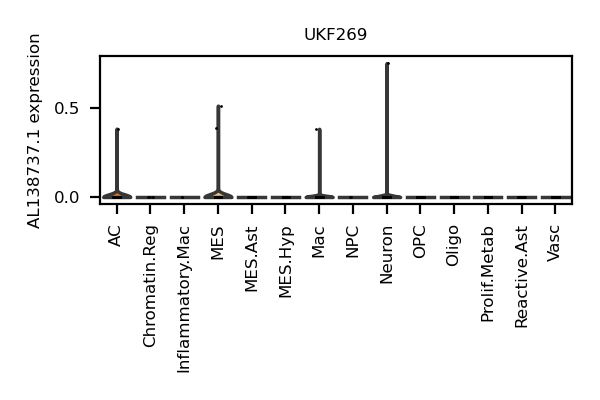 UKF269
AL138737.1 expression
0.5
0.0
AC
Chromatin.Reg
Inflammatory.Mac
MES
MES.Ast
MES.Hyp
Mac
NPC
Neuron
OPC
Oligo
Prolif.Metab
Reactive.Ast
Vasc